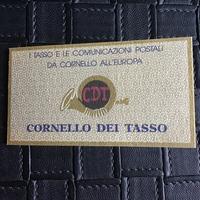 I TASSO E LE COMUNICAZIONI POSTALI
DA CORNELLO ALL'EUROPA
CDT
CORNELLO DEI TASSO